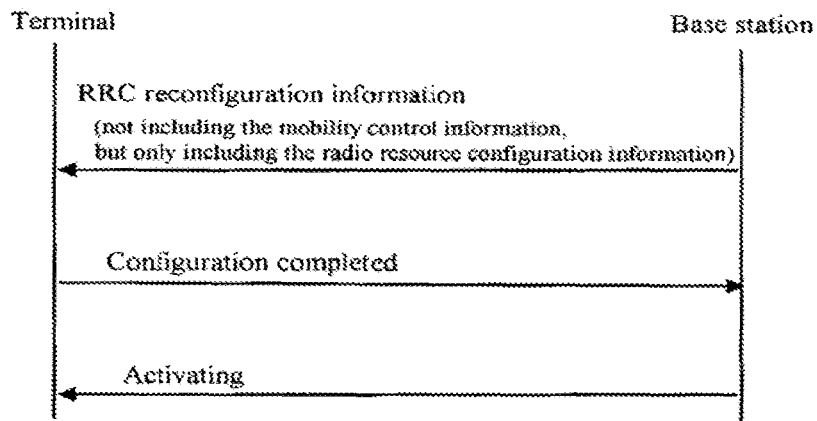 Terminal
Base station
RRC reconfiguration information
(not including the mobility control information,
but only including the radio resource configuration information)
Configuration completed
Activating